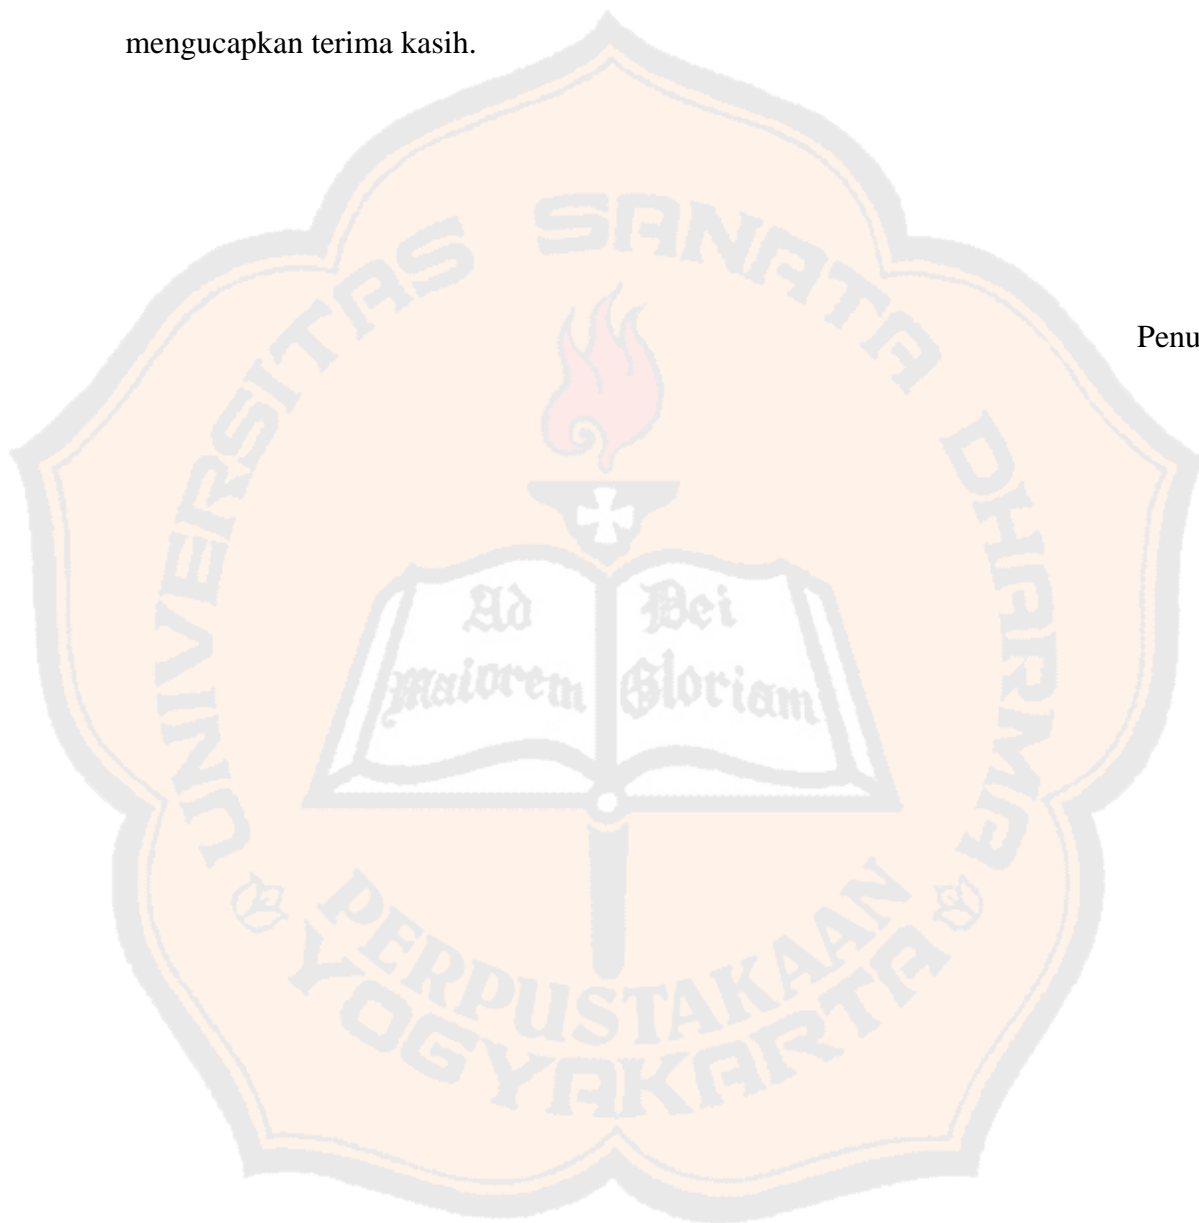 mengucapkan terima kasih.
UNIVERSITAS SANATA DHARMA
Penu
Ad Dei
Maiorem Gloriam
PERPUSTAKAAN
YOGYAKARTA